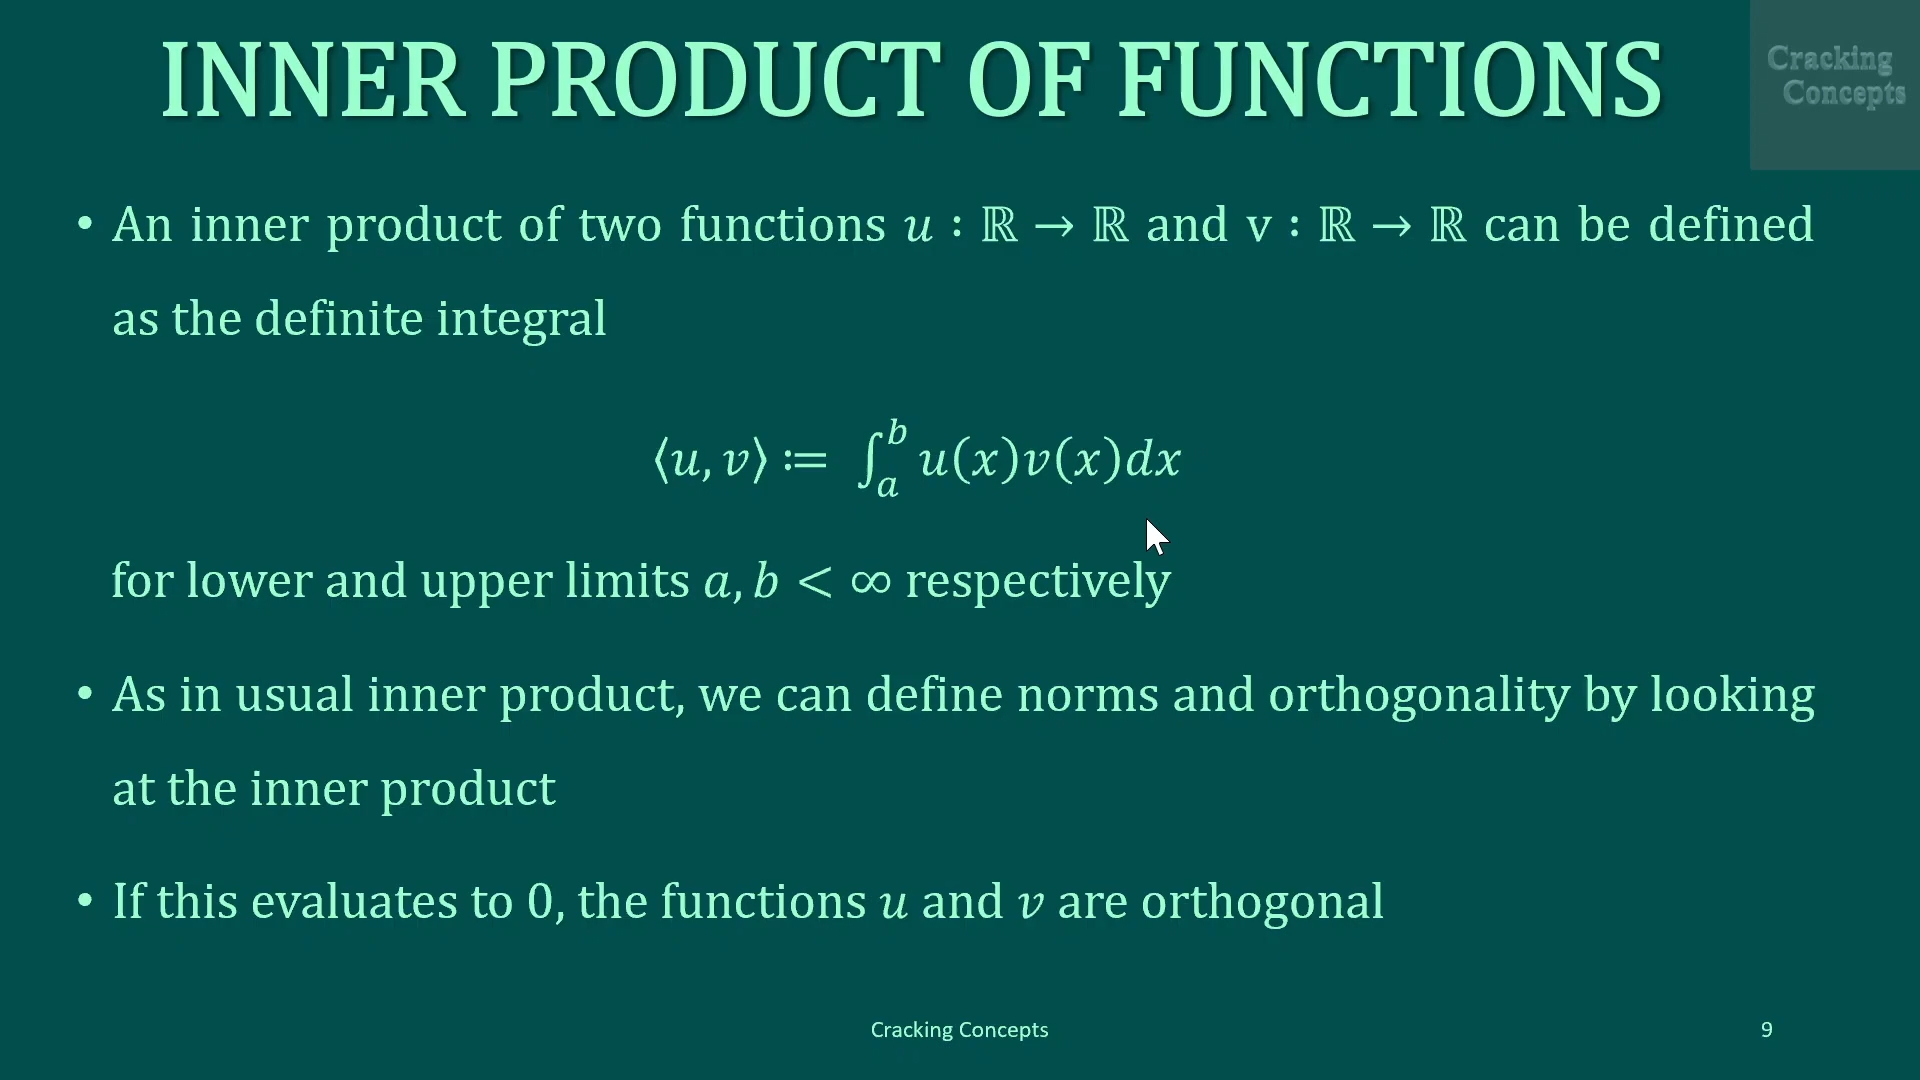 INNER PRODUCT OF FUNCTIONS
Cracking
Concepts
• An inner product of two functions u : ℝ → ℝ and v : ℝ → ℝ can be defined
as the definite integral
⟨u, v⟩ ≔ ∫ₐᵇ u(x)v(x)dx
for lower and upper limits a, b < ∞ respectively
• As in usual inner product, we can define norms and orthogonality by looking
at the inner product
• If this evaluates to 0, the functions u and v are orthogonal
Cracking Concepts
9